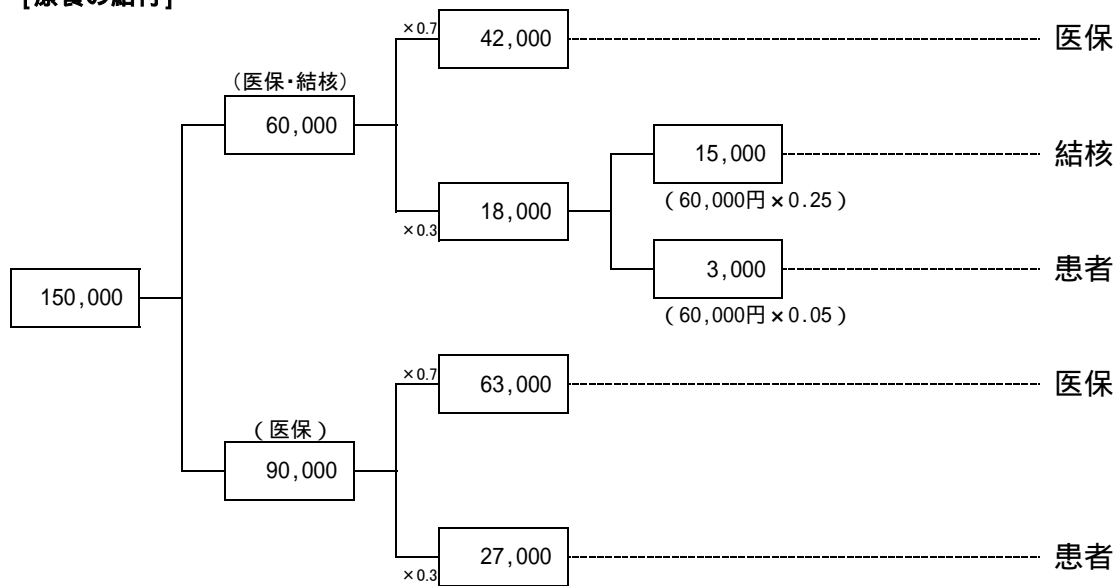 [療養の給付]
×0.7
42,000
医保
(医保・結核)
60,000
15,000
結核
(60,000円×0.25)
×0.3
18,000
3,000
患者
(60,000円×0.05)
150,000
×0.7
63,000
医保
(医保)
90,000
×0.3
27,000
患者